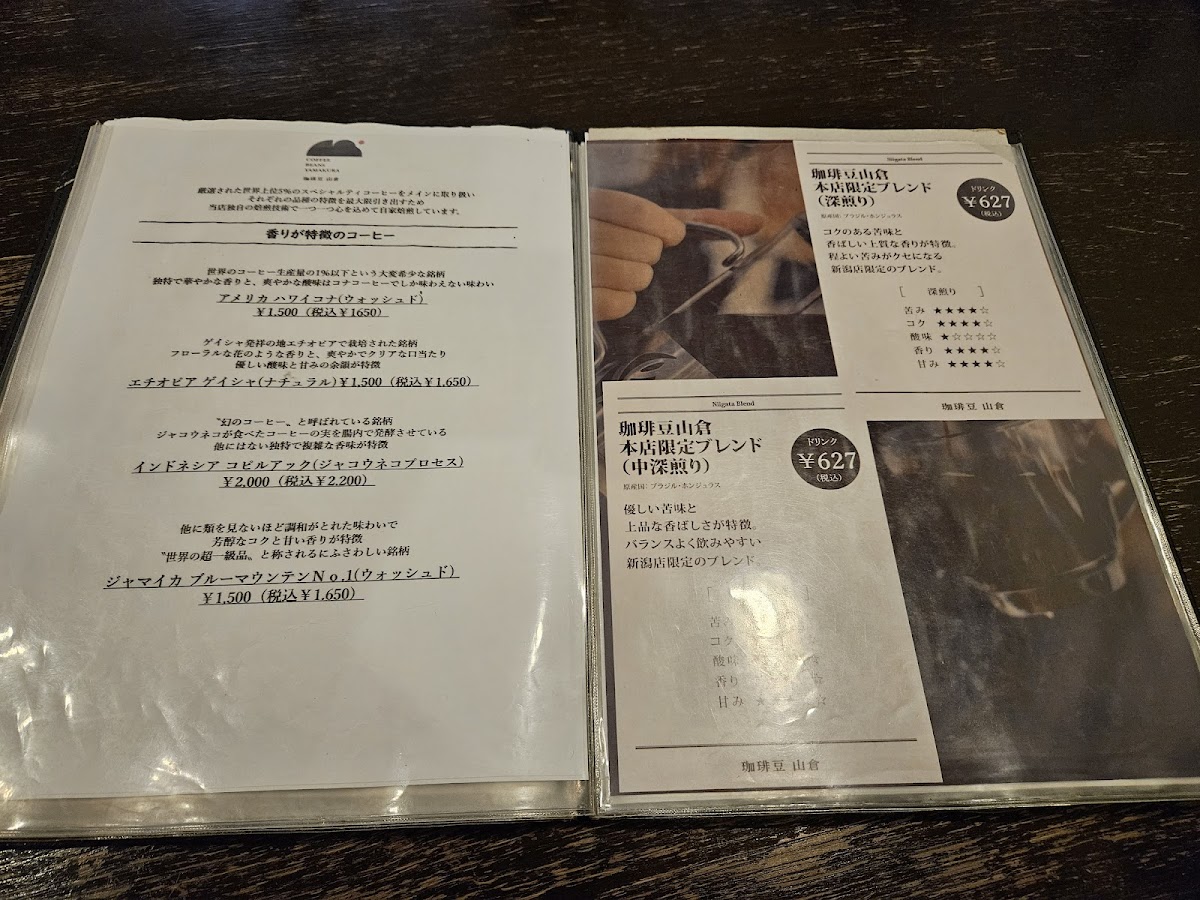 COFFEE
BEANS
YAMAKURA
珈琲豆 山倉
厳選された世界上位5%のスペシャルティコーヒーをメインに取り扱い
それぞれの品種の特徴を最大限引き出すため
当店独自の焙煎技術で一つ一つ心を込めて自家焙煎しています。
香りが特徴のコーヒー
世界のコーヒー生産量の1%以下という大変希少な銘柄
独特で華やかな香りと、爽やかな酸味はコナコーヒーでしか味わえない味わい
アメリカ ハワイコナ(ウォッシュド)
¥1,500(税込¥1650)
ゲイシャ発祥の地エチオピアで栽培された銘柄
フローラルな花のような香りと、爽やかでクリアな口当たり
優しい酸味と甘みの余韻が特徴
エチオピア ゲイシャ(ナチュラル)¥1,500(税込¥1,650)
〝幻のコーヒー〟と呼ばれている銘柄
ジャコウネコが食べたコーヒーの実を腸内で発酵させている
他にはない独特で複雑な香味が特徴
インドネシア コピルアック(ジャコウネコプロセス)
¥2,000(税込¥2,200)
他に類を見ないほど調和がとれた味わいで
芳醇なコクと甘い香りが特徴
〝世界の超一級品〟と称されるにふさわしい銘柄
ジャマイカ ブルーマウンテンNo.1(ウォッシュド)
¥1,500(税込¥1,650)
Niigata Blend
珈琲豆山倉
本店限定ブレンド
(深煎り)
原産国:ブラジル・ホンジュラス
ドリンク
¥627
(税込)
コクのある苦味と
香ばしい上質な香りが特徴。
程よい苦みがクセになる
新潟店限定のブレンド。
[ 深煎り ]
苦み ★★★★☆
コク ★★★★☆
酸味 ★☆☆☆☆
香り ★★★★☆
甘み ★★★★☆
珈琲豆 山倉
Niigata Blend
珈琲豆山倉
本店限定ブレンド
(中深煎り)
原産国:ブラジル・ホンジュラス
ドリンク
¥627
(税込)
優しい苦味と
上品な香ばしさが特徴。
バランスよく飲みやすい
新潟店限定のブレンド。
苦み
コク
酸味
香り
甘み
珈琲豆 山倉